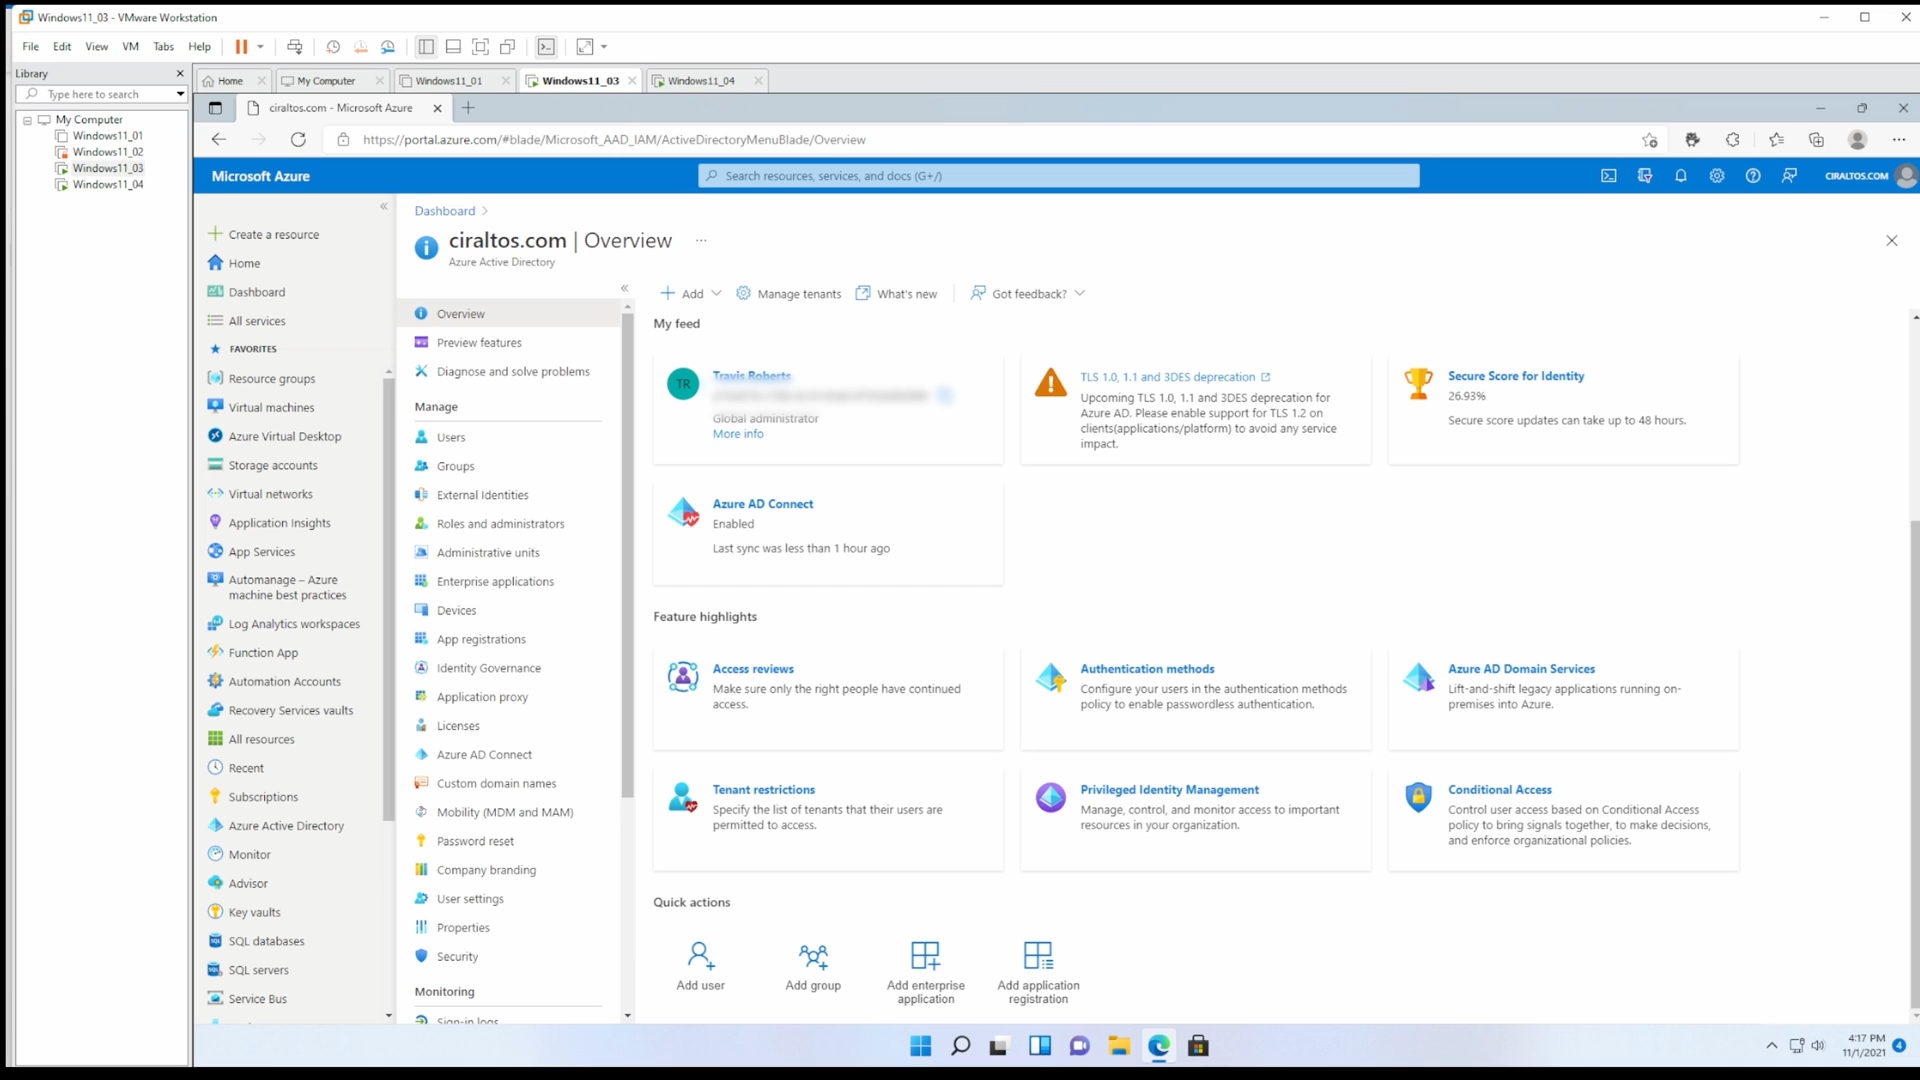 Windows11_03 - VMware Workstation
File Edit View VM Tabs Help
Library
Type here to search
My Computer
Windows11_01
Windows11_02
Windows11_03
Windows11_04
Home
My Computer
Windows11_01
Windows11_03
Windows11_04
ciraltos.com - Microsoft Azure
https://portal.azure.com/#blade/Microsoft_AAD_IAM/ActiveDirectoryMenuBlade/Overview
Microsoft Azure
Search resources, services, and docs (G+/)
CIRALTOS.COM
Create a resource
Home
Dashboard
All services
FAVORITES
Resource groups
Virtual machines
Azure Virtual Desktop
Storage accounts
Virtual networks
Application Insights
App Services
Automanage – Azure
machine best practices
Log Analytics workspaces
Function App
Automation Accounts
Recovery Services vaults
All resources
Recent
Subscriptions
Azure Active Directory
Monitor
Advisor
Key vaults
SQL databases
SQL servers
Service Bus
Dashboard
ciraltos.com | Overview
Azure Active Directory
Overview
Preview features
Diagnose and solve problems
Manage
Users
Groups
External Identities
Roles and administrators
Administrative units
Enterprise applications
Devices
App registrations
Identity Governance
Application proxy
Licenses
Azure AD Connect
Custom domain names
Mobility (MDM and MAM)
Password reset
Company branding
User settings
Properties
Security
Monitoring
Sign-in logs
Add
Manage tenants
What's new
Got feedback?
My feed
TR
Travis Roberts
Global administrator
More info
TLS 1.0, 1.1 and 3DES deprecation
Upcoming TLS 1.0, 1.1 and 3DES deprecation for
Azure AD. Please enable support for TLS 1.2 on
clients(applications/platform) to avoid any service
impact.
Secure Score for Identity
26.93%
Secure score updates can take up to 48 hours.
Azure AD Connect
Enabled
Last sync was less than 1 hour ago
Feature highlights
Access reviews
Make sure only the right people have continued
access.
Authentication methods
Configure your users in the authentication methods
policy to enable passwordless authentication.
Azure AD Domain Services
Lift-and-shift legacy applications running on-
premises into Azure.
Tenant restrictions
Specify the list of tenants that their users are
permitted to access.
Privileged Identity Management
Manage, control, and monitor access to important
resources in your organization.
Conditional Access
Control user access based on Conditional Access
policy to bring signals together, to make decisions,
and enforce organizational policies.
Quick actions
Add user
Add group
Add enterprise
application
Add application
registration
4:17 PM
11/1/2021
4